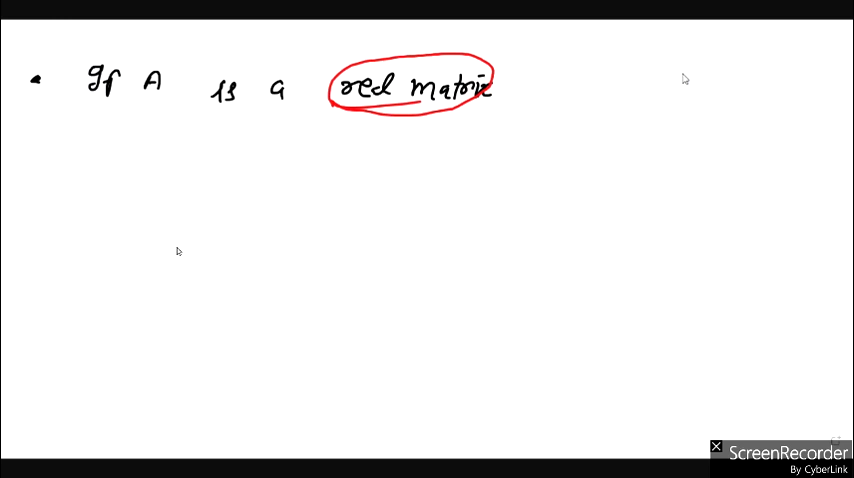 • If A is a real matrix
ScreenRecorder
By CyberLink